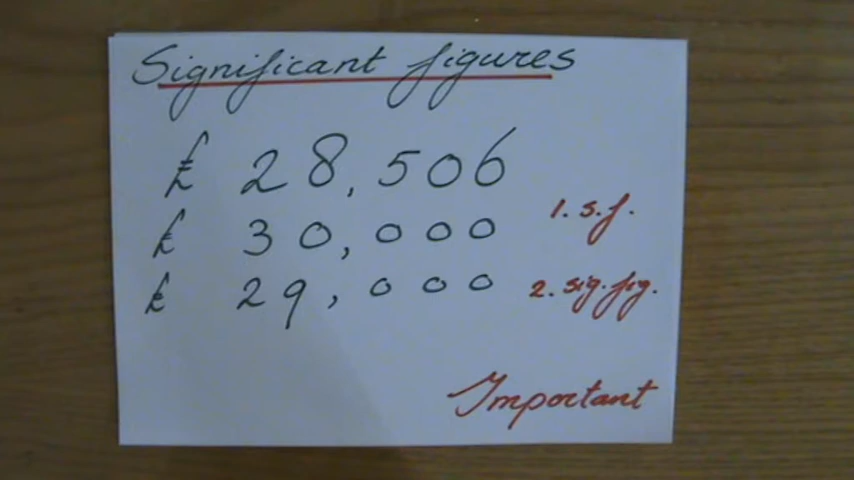 Significant figures
£ 28,506
£ 30,000 1. s.f.
£ 29,000 2. sig. fig.
Important